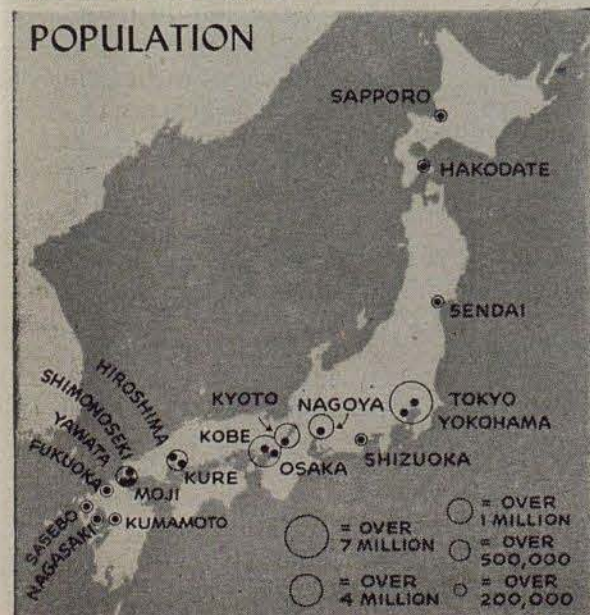 POPULATION
SAPPORO
HAKODATE
SENDAI
HIROSHIMA
SHIMONOSEKI
YAWATA
FUKUOKA
KYOTO
NAGOYA
TOKYO
YOKOHAMA
KOBE
OSAKA
SHIZUOKA
KURE
MOJI
SASEBO
NAGASAKI
KUMAMOTO
= OVER
7 MILLION
= OVER
4 MILLION
= OVER
1 MILLION
= OVER
500,000
= OVER
200,000